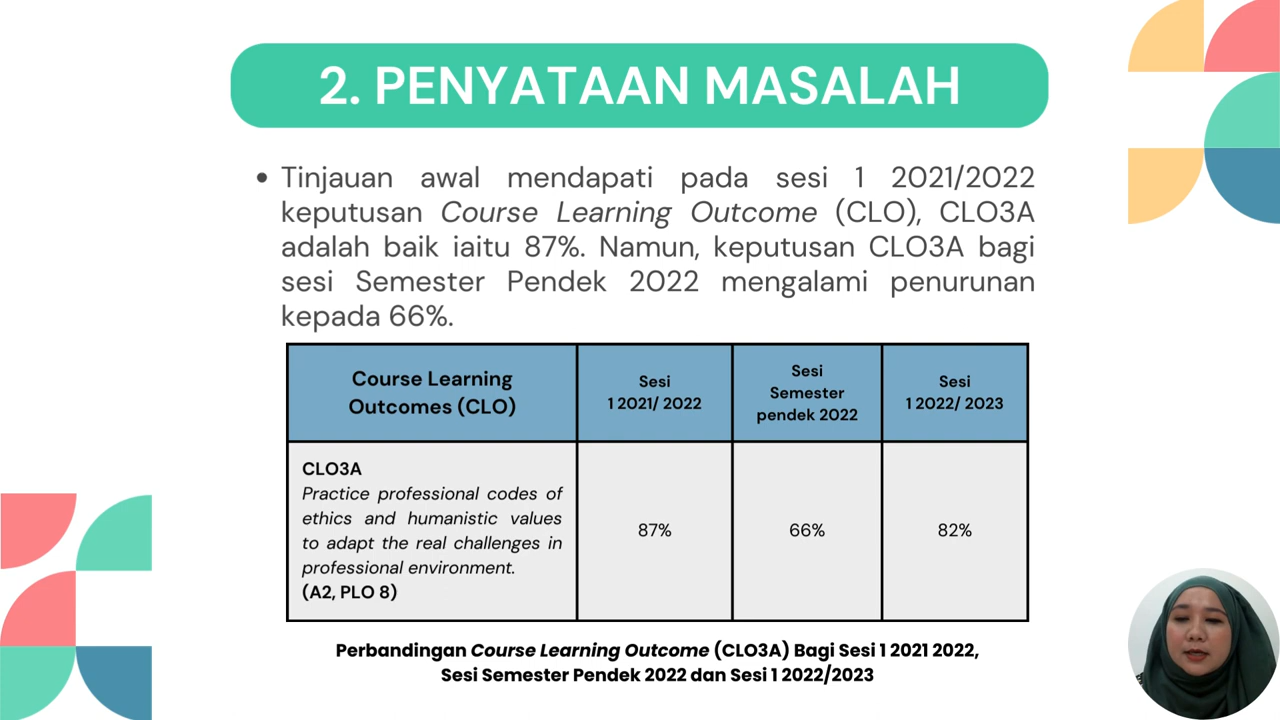 2. PENYATAAN MASALAH
• Tinjauan awal mendapati pada sesi 1 2021/2022
keputusan Course Learning Outcome (CLO), CLO3A
adalah baik iaitu 87%. Namun, keputusan CLO3A bagi
sesi Semester Pendek 2022 mengalami penurunan
kepada 66%.
Course Learning
Outcomes (CLO)
Sesi
1 2021/ 2022
Sesi
Semester
pendek 2022
Sesi
1 2022/ 2023
CLO3A
Practice professional codes of
ethics and humanistic values
to adapt the real challenges in
professional environment.
(A2, PLO 8)
87%
66%
82%
Perbandingan Course Learning Outcome (CLO3A) Bagi Sesi 1 2021 2022,
Sesi Semester Pendek 2022 dan Sesi 1 2022/2023